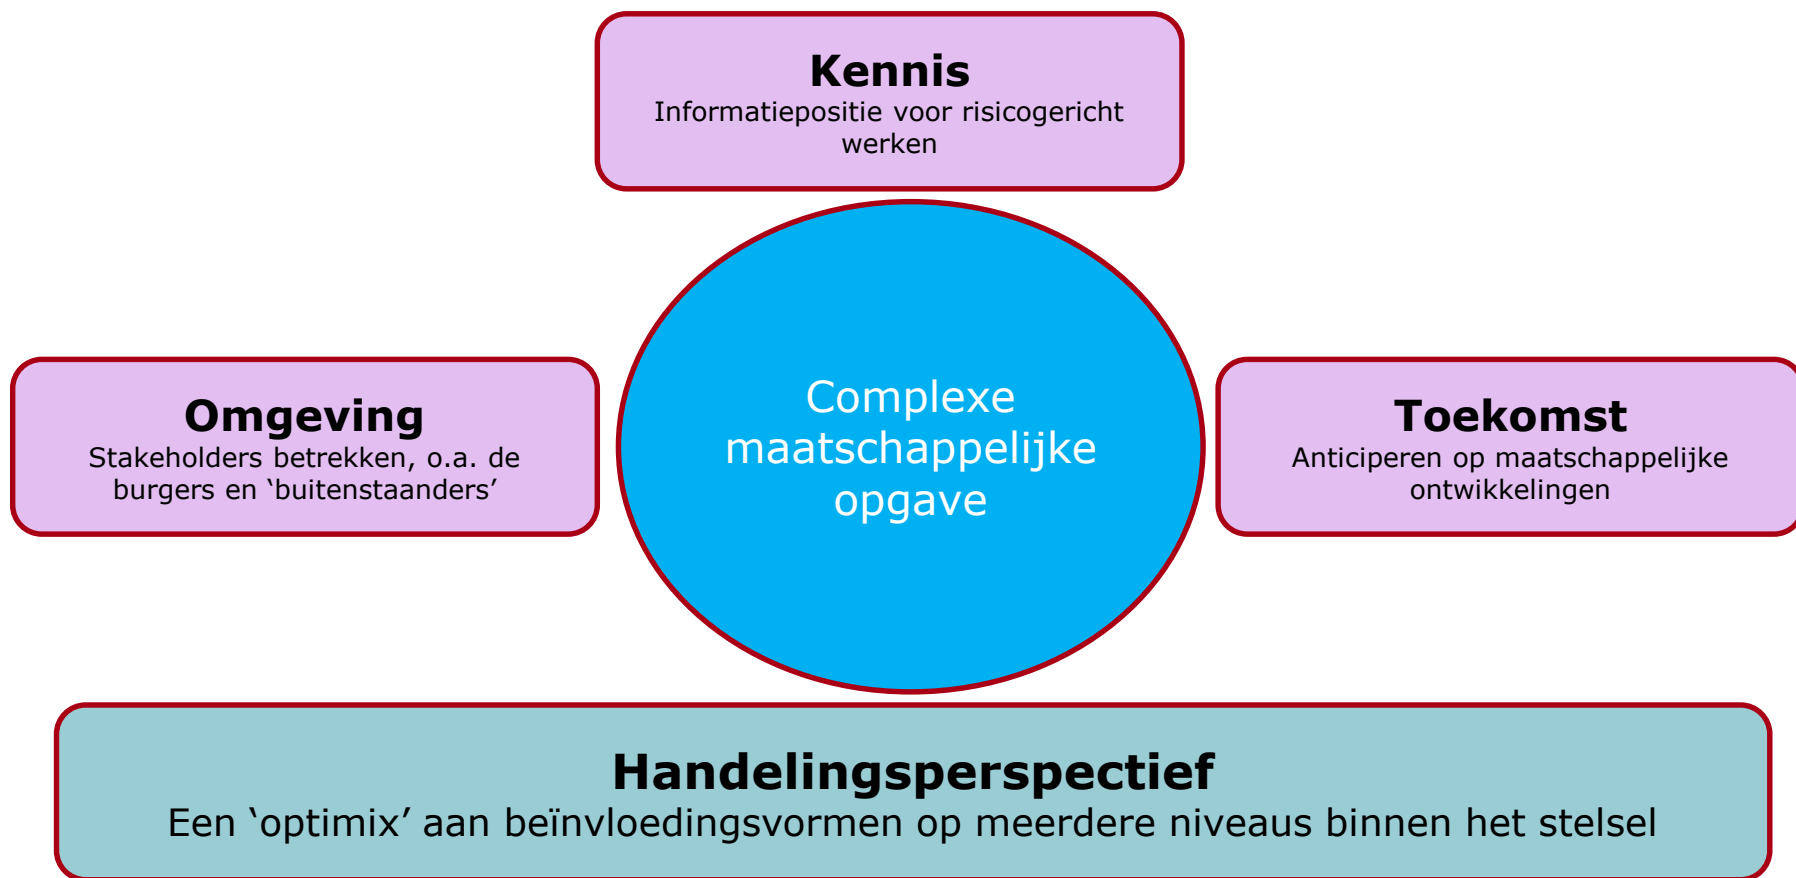 Kennis
Informatiepositie voor risicogericht
werken
Omgeving
Stakeholders betrekken, o.a. de
burgers en ‘buitenstaanders’
Complexe
maatschappelijke
opgave
Toekomst
Anticiperen op maatschappelijke
ontwikkelingen
Handelingsperspectief
Een ‘optimix’ aan beïnvloedingsvormen op meerdere niveaus binnen het stelsel